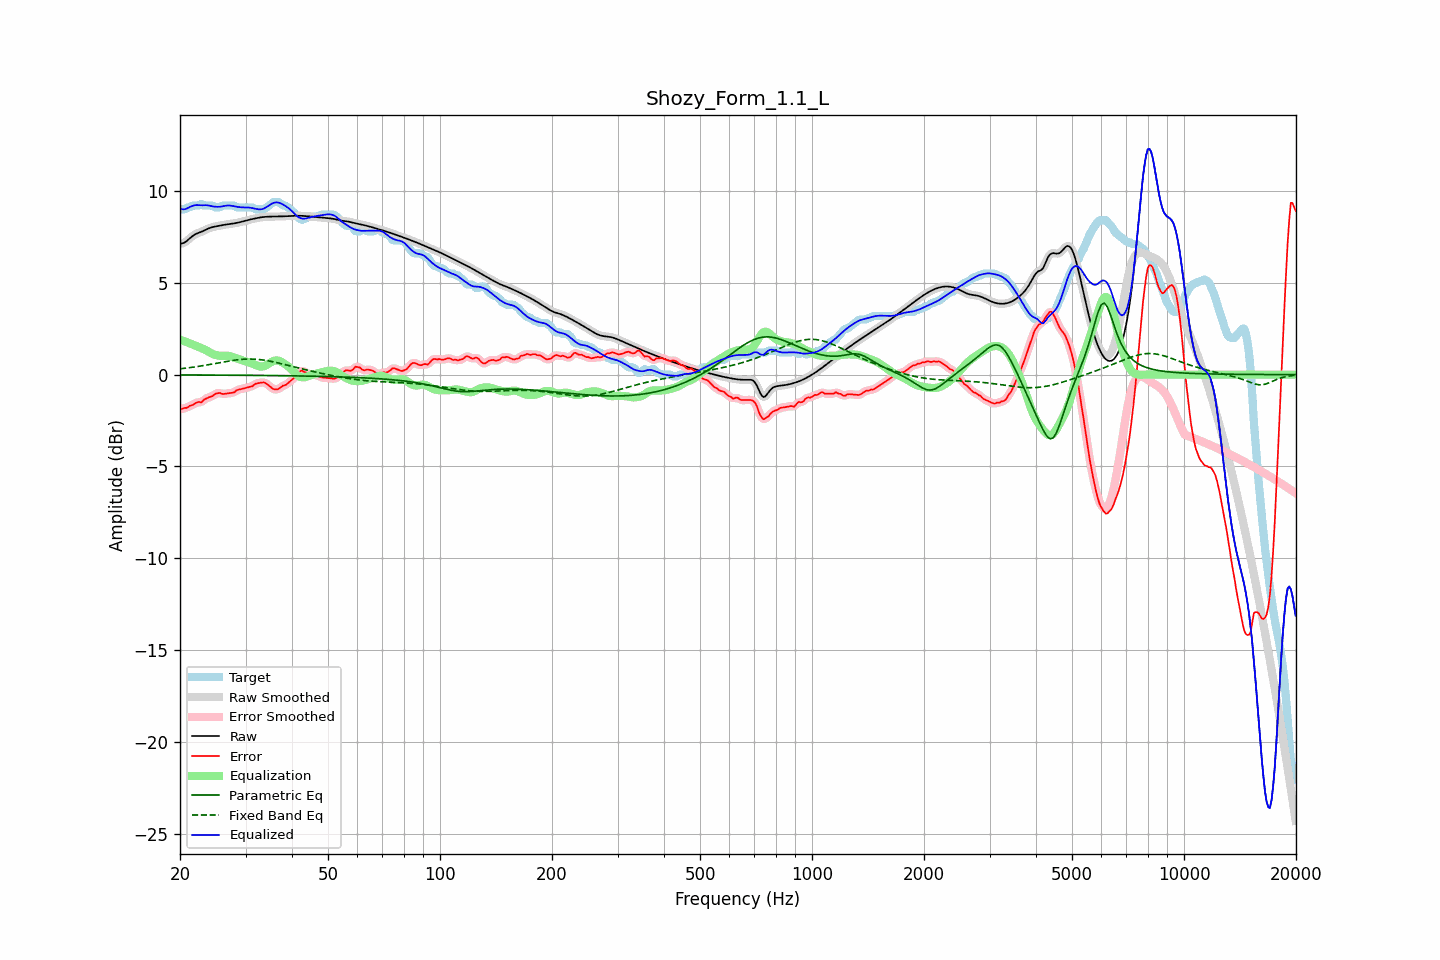 Shozy_Form_1.1_L
Amplitude (dBr)
10
5
0
−5
−10
−15
−20
−25
Target
Raw Smoothed
Error Smoothed
Raw
Error
Equalization
Parametric Eq
Fixed Band Eq
Equalized
20 50 100 200 500 1000 2000 5000 10000 20000
Frequency (Hz)